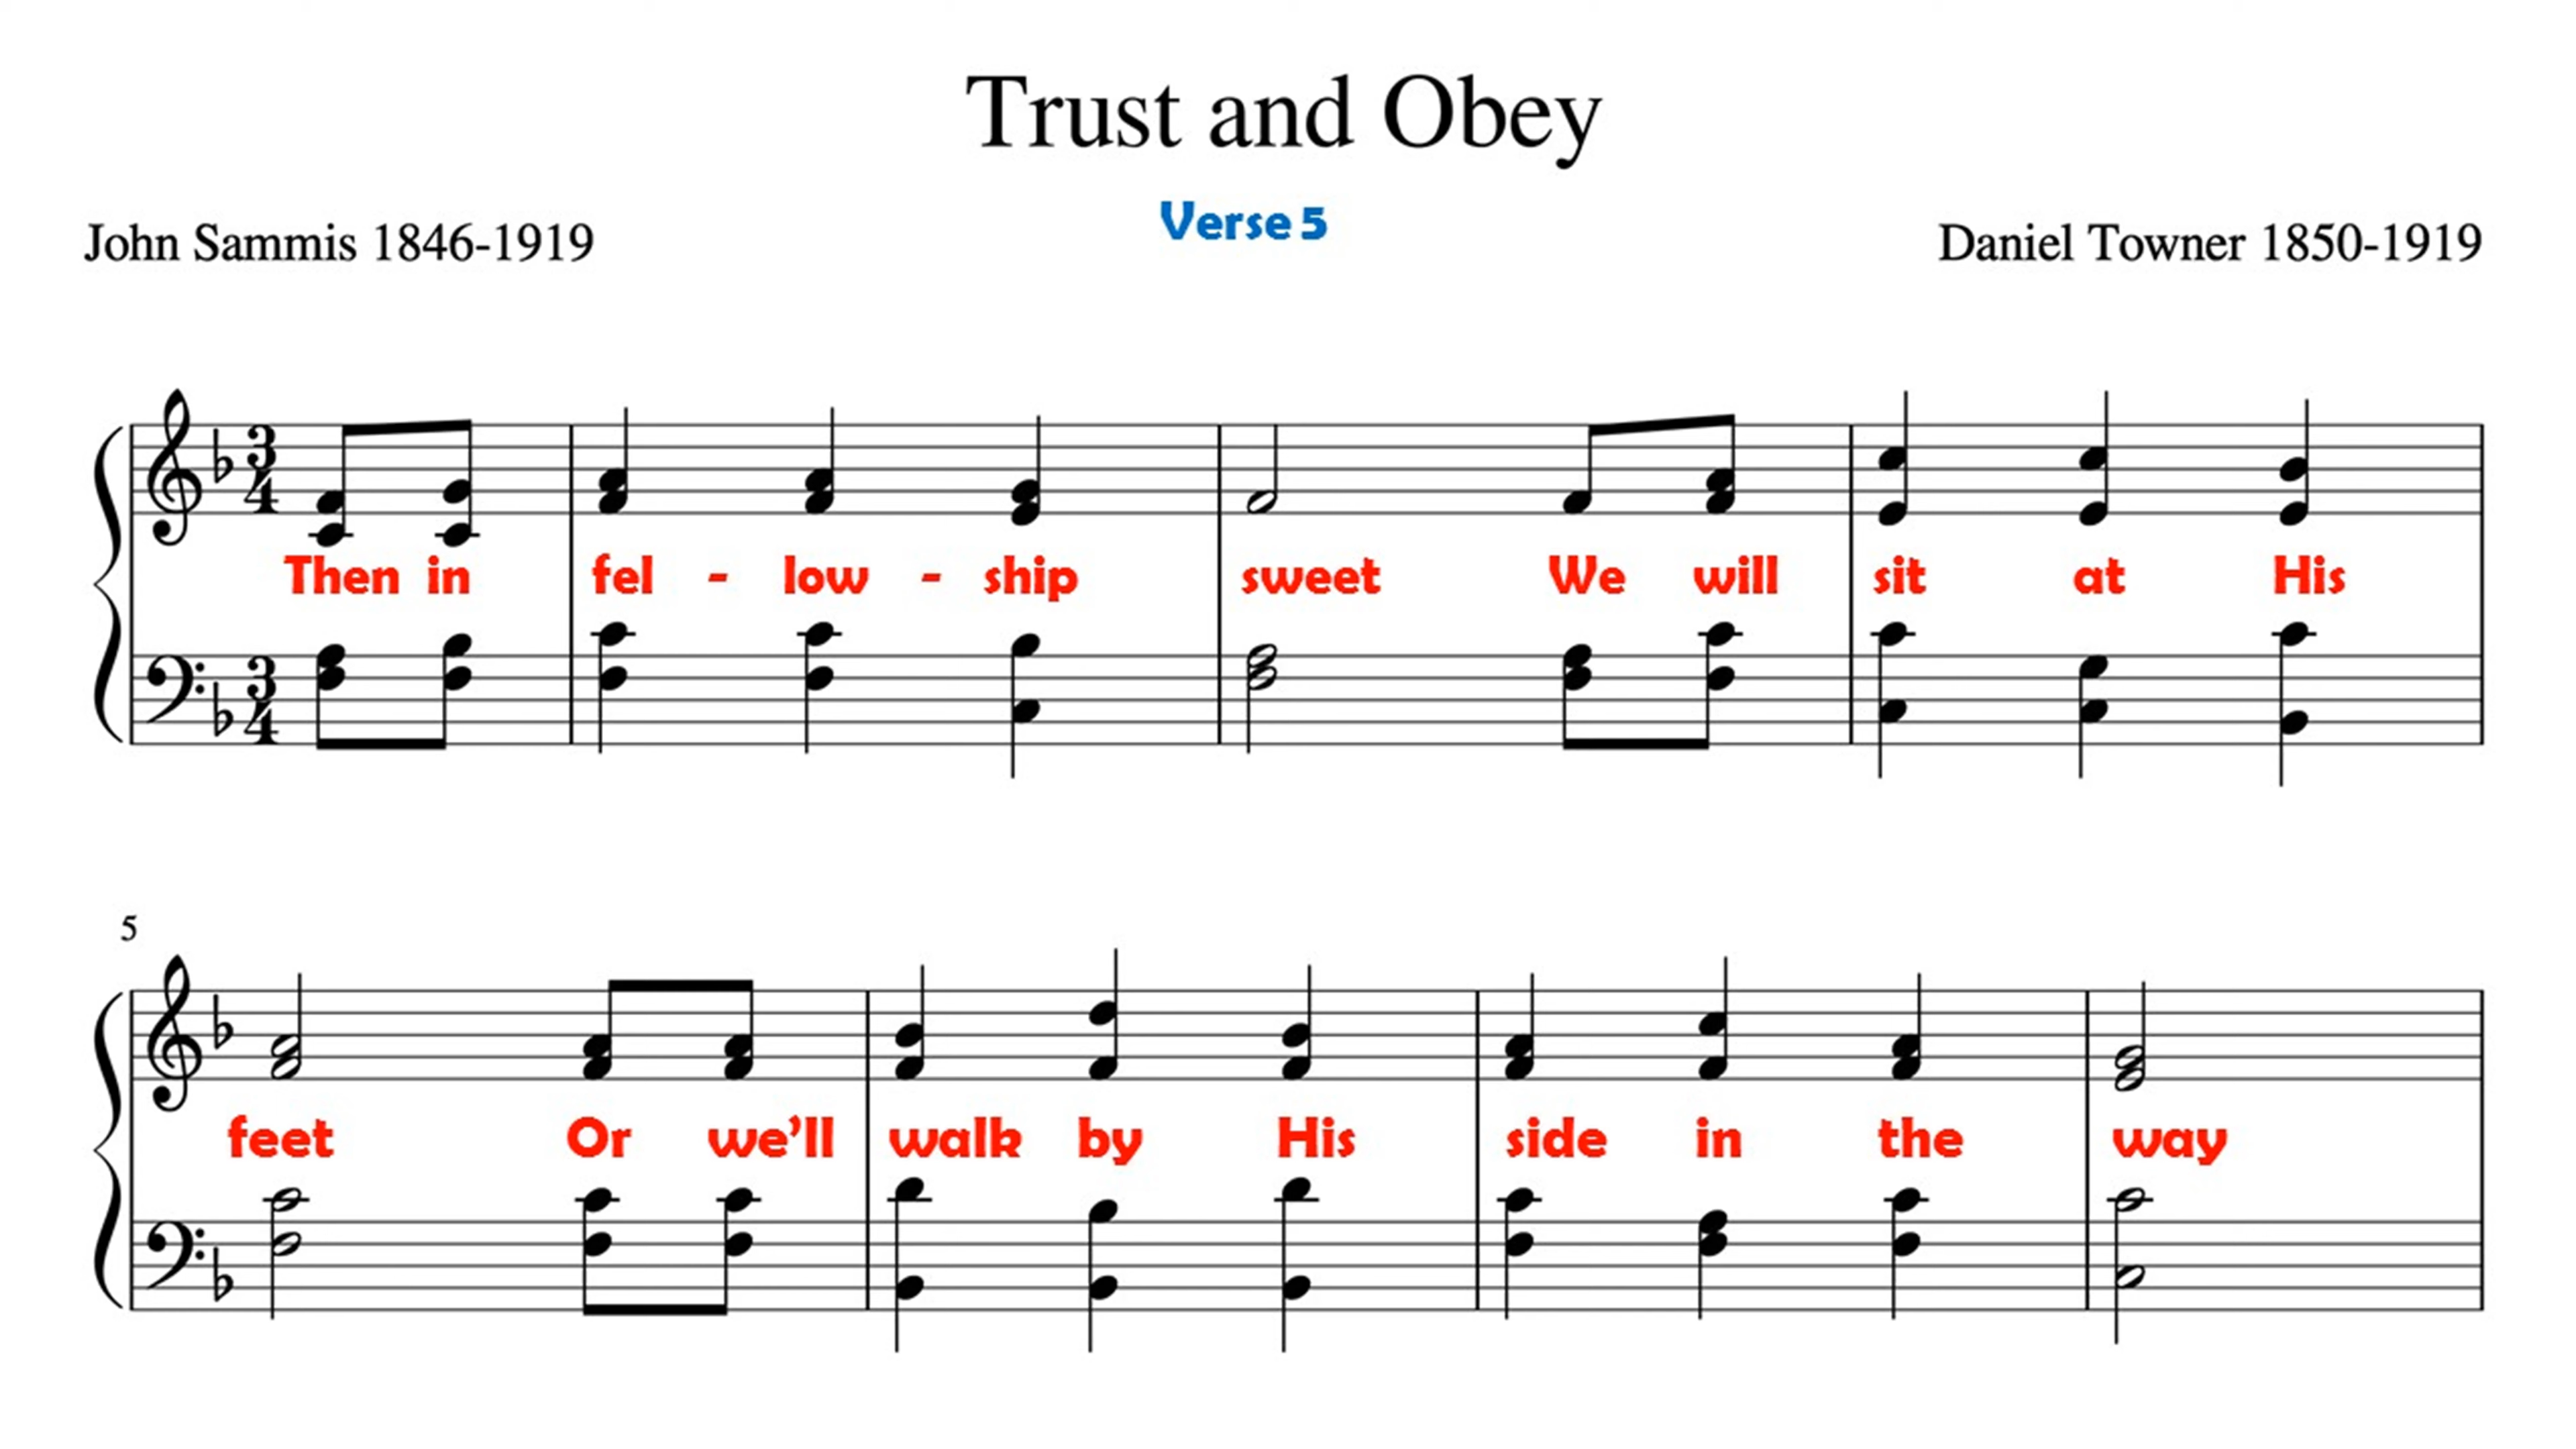 Trust and Obey
Verse 5
John Sammis 1846-1919
Daniel Towner 1850-1919
3 4
Then in fel - low - ship sweet We will sit at His
3 4
5
feet Or we'll walk by His side in the way